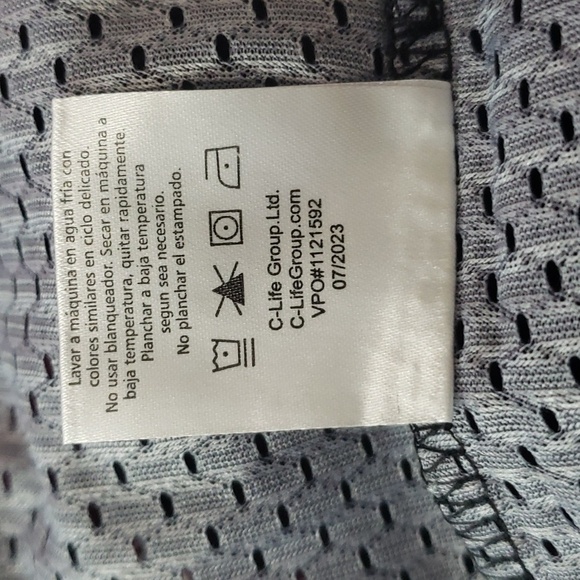 Lavar a máquina en agua fría con
colores similares en ciclo delicado.
No usar blanqueador. Secar en máquina a
baja temperatura, quitar rapidamente.
Planchar a baja temperatura
segun sea necesario.
No planchar el estampado.
C-Life Group.Ltd.
C-LifeGroup.com
VPO#1121592
07/2023